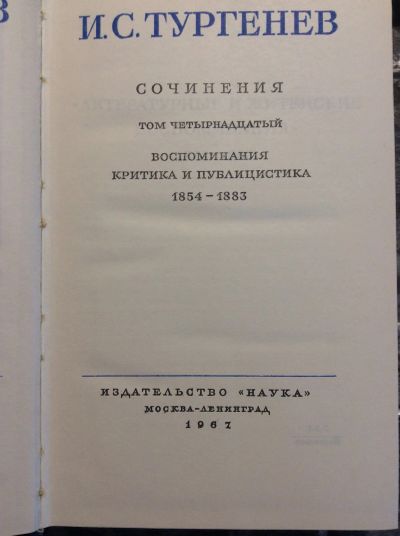 И.С. ТУРГЕНЕВ
СОЧИНЕНИЯ
ТОМ ЧЕТЫРНАДЦАТЫЙ
ВОСПОМИНАНИЯ
КРИТИКА И ПУБЛИЦИСТИКА
1854–1883
ИЗДАТЕЛЬСТВО «НАУКА»
МОСКВА–ЛЕНИНГРАД
1967